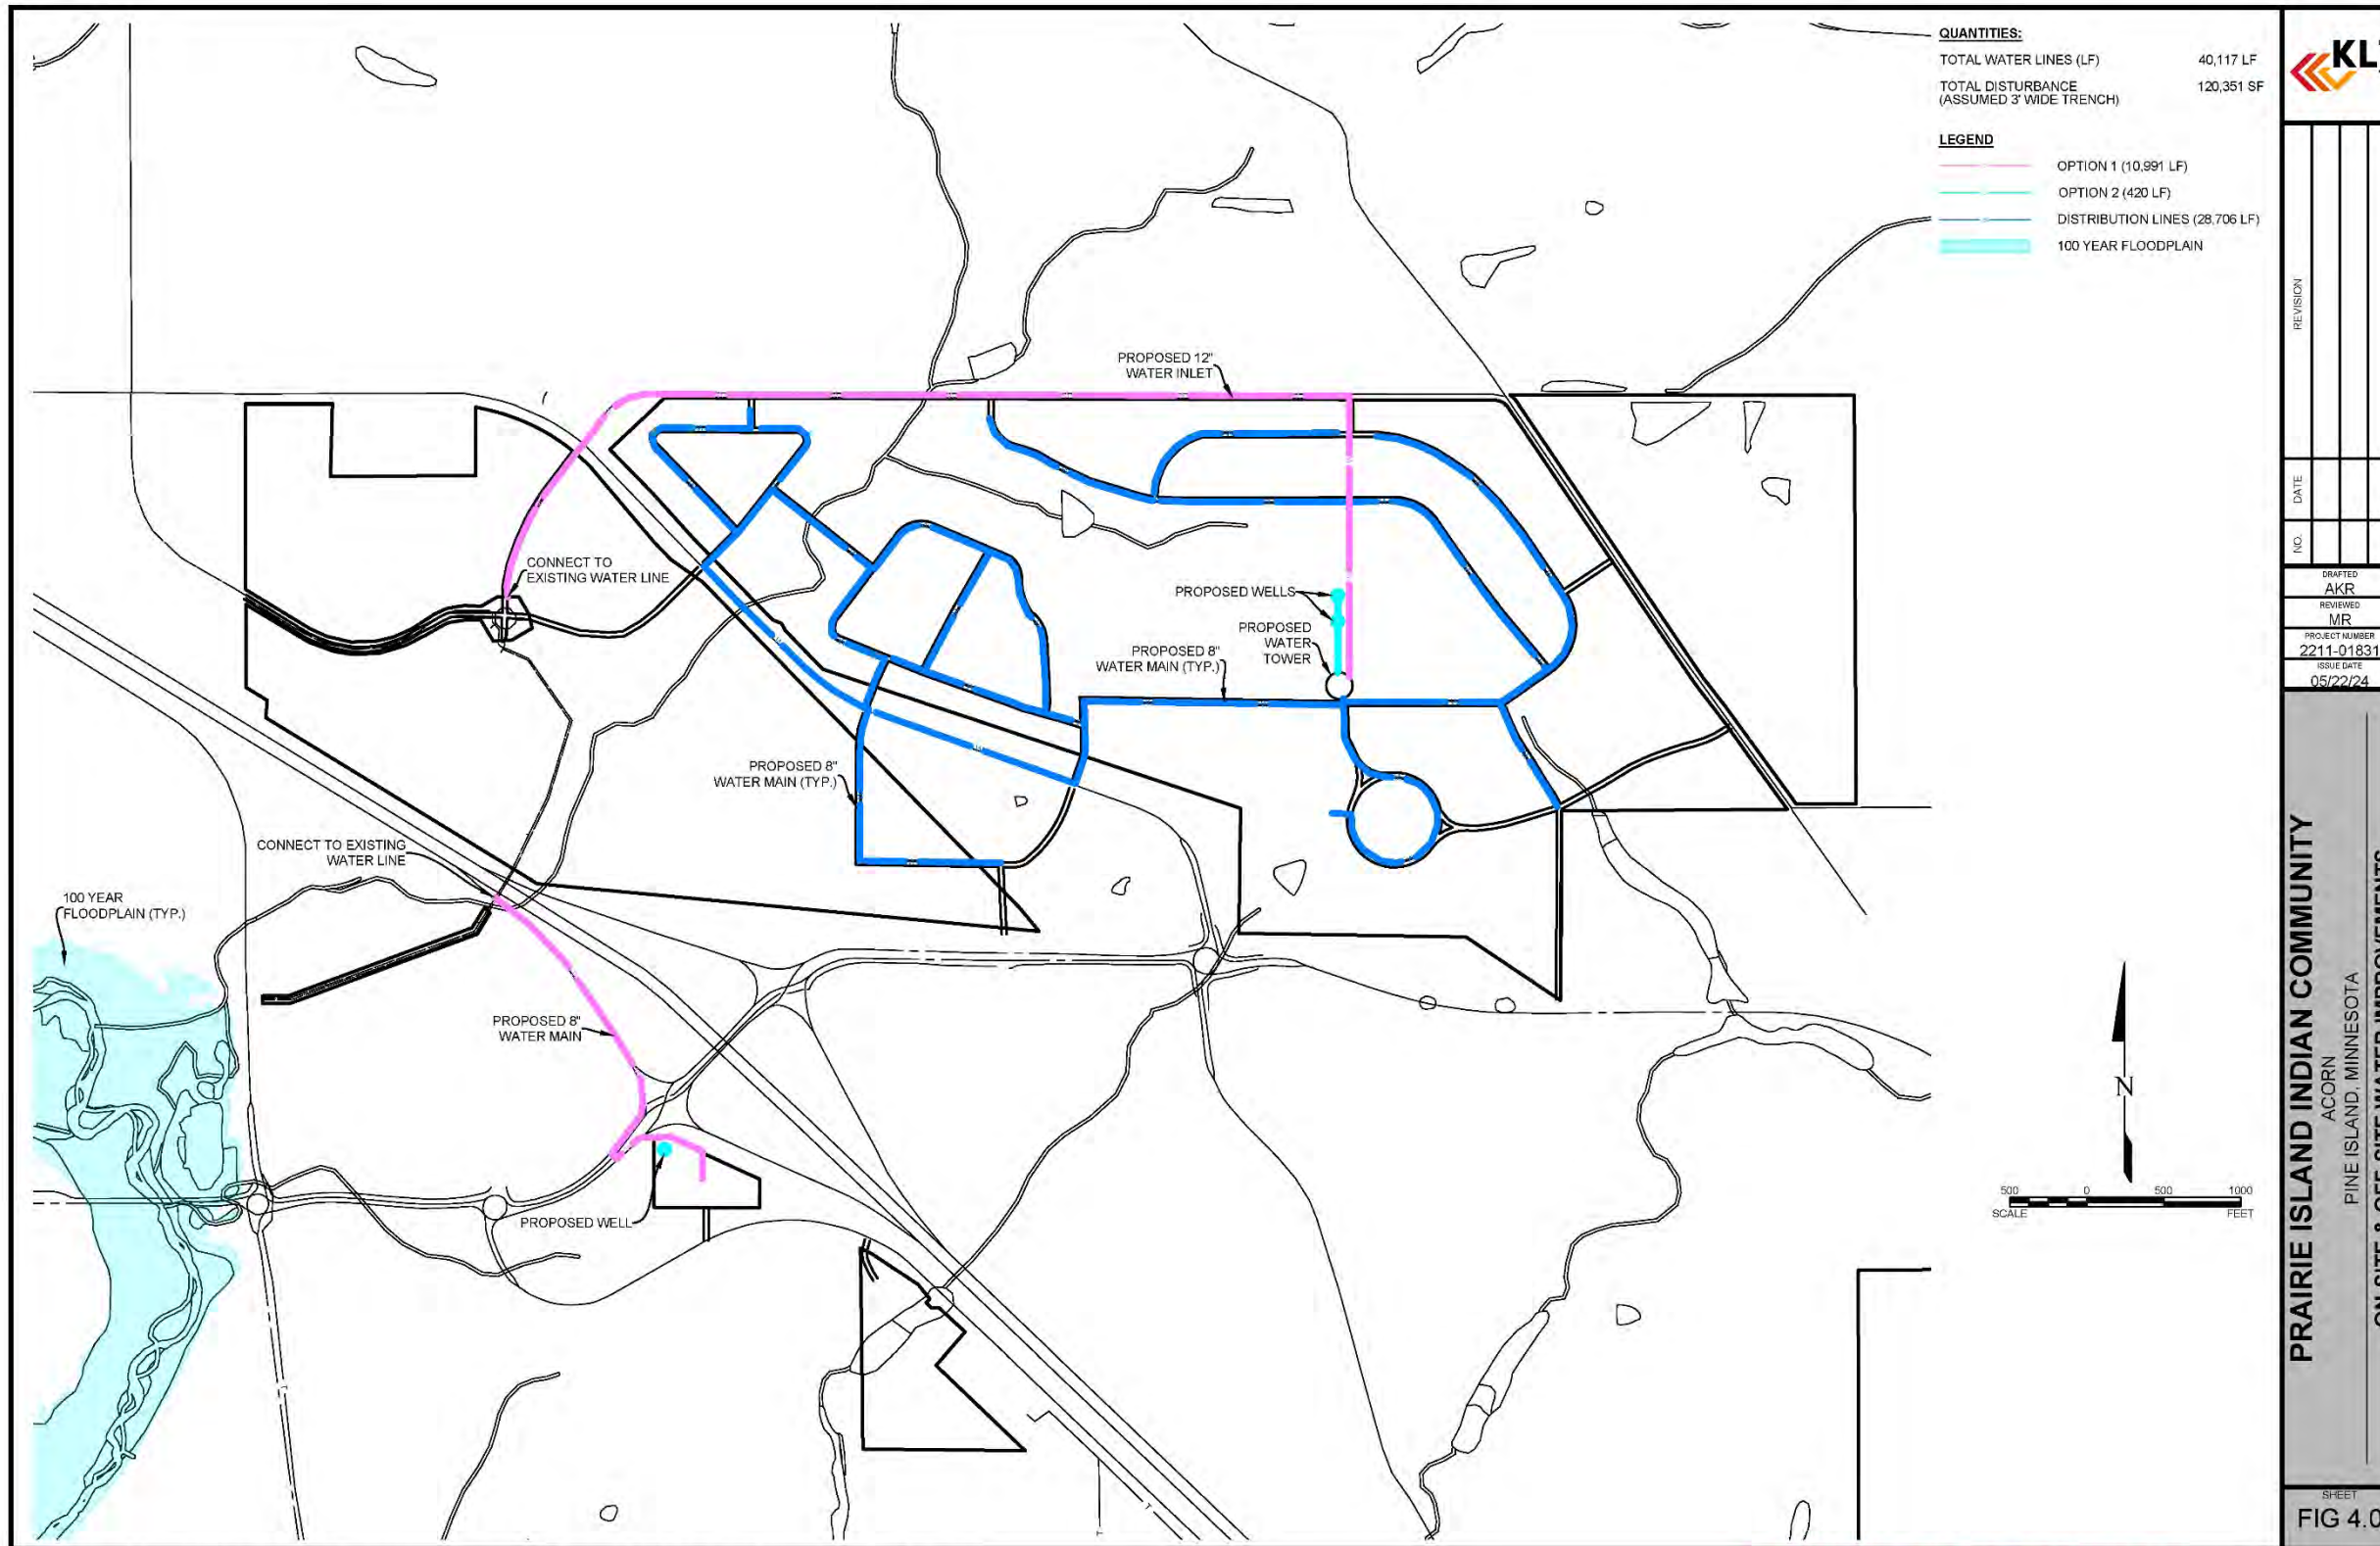 QUANTITIES:
TOTAL WATER LINES (LF) 40,117 LF
TOTAL DISTURBANCE 120,351 SF
(ASSUMED 3' WIDE TRENCH)
LEGEND
OPTION 1 (10,991 LF)
OPTION 2 (420 LF)
DISTRIBUTION LINES (28,706 LF)
100 YEAR FLOODPLAIN
PROPOSED 12"
WATER INLET
CONNECT TO
EXISTING WATER LINE
PROPOSED WELLS
PROPOSED
WATER
TOWER
PROPOSED 8"
WATER MAIN (TYP.)
PROPOSED 8"
WATER MAIN (TYP.)
CONNECT TO EXISTING
WATER LINE
100 YEAR
FLOODPLAIN (TYP.)
PROPOSED 8"
WATER MAIN
PROPOSED WELL
N
500 0 500 1000
SCALE FEET
KL
REVISION
DATE
NO.
DRAFTED
AKR
REVIEWED
MR
PROJECT NUMBER
2211-01831
ISSUE DATE
05/22/24
PRAIRIE ISLAND INDIAN COMMUNITY
ACORN
PINE ISLAND, MINNESOTA
SHEET
FIG 4.0